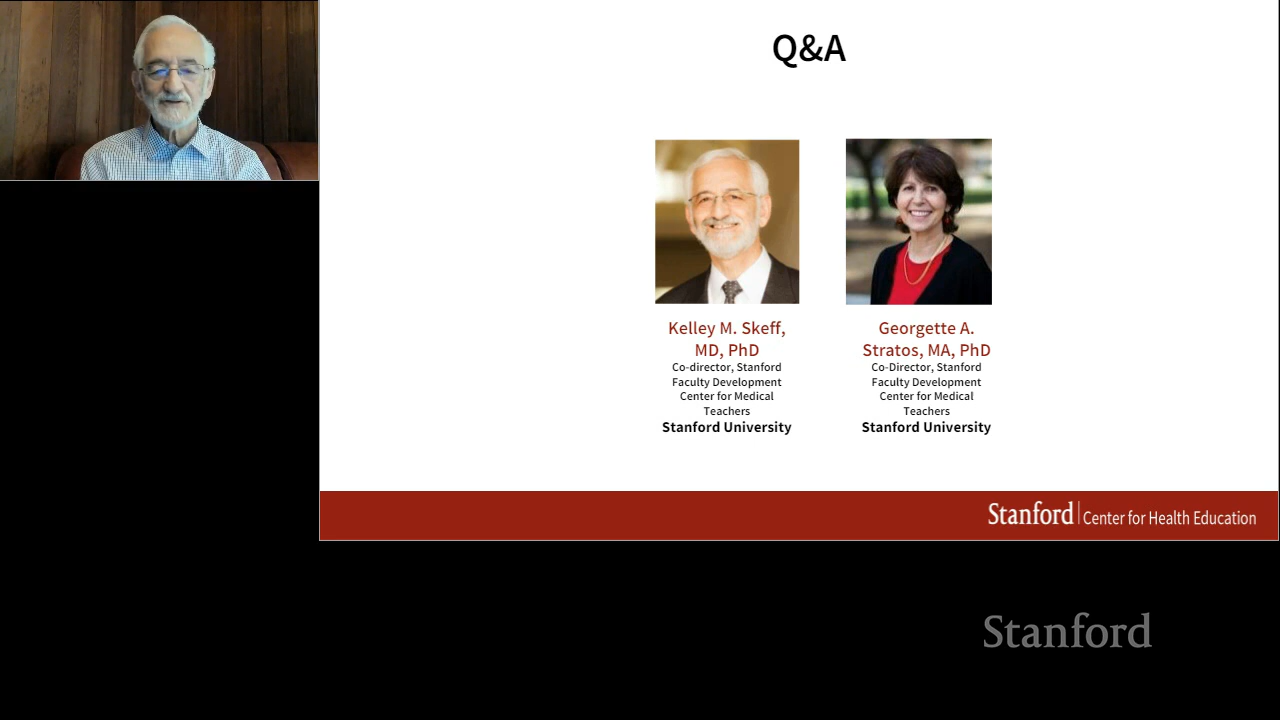 Q&A
Kelley M. Skeff,
MD, PhD
Co-director, Stanford
Faculty Development
Center for Medical
Teachers
Stanford University
Georgette A.
Stratos, MA, PhD
Co-Director, Stanford
Faculty Development
Center for Medical
Teachers
Stanford University
Stanford | Center for Health Education
Stanford